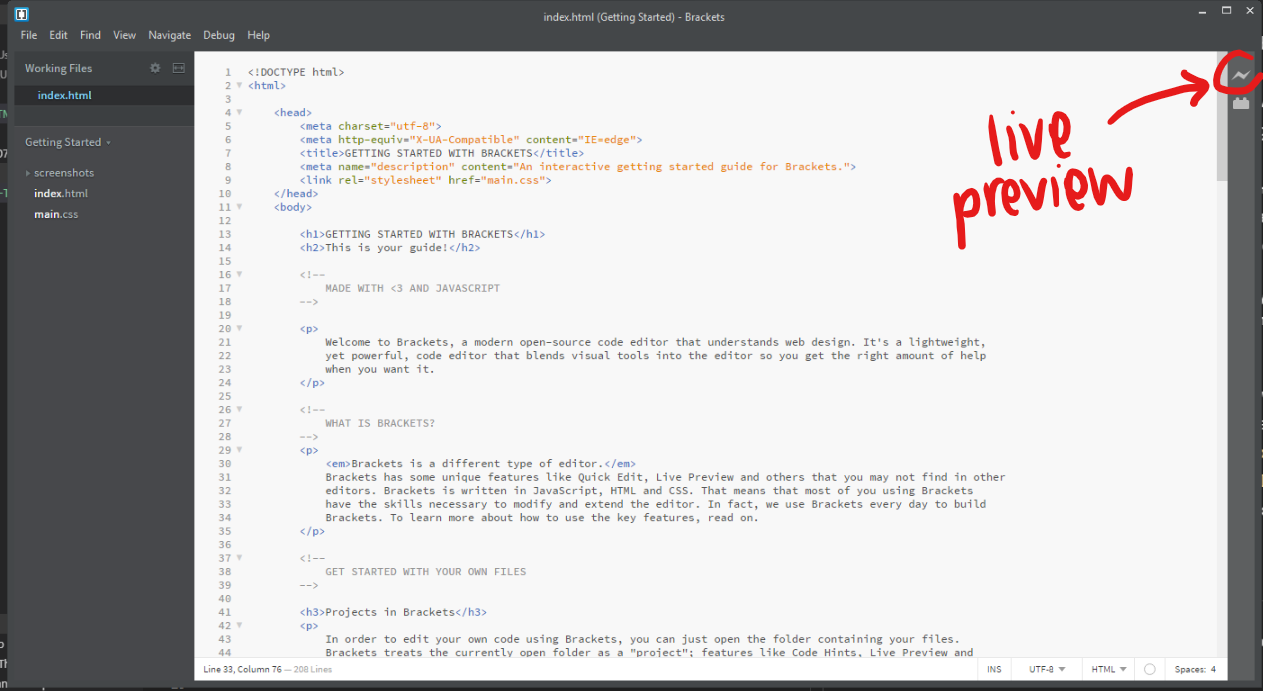 index.html (Getting Started) - Brackets
File Edit Find View Navigate Debug Help
Working Files
index.html
Getting Started
screenshots
index.html
main.css
1 <!DOCTYPE html>
2 <html>
3
4 <head>
5 <meta charset="utf-8">
6 <meta http-equiv="X-UA-Compatible" content="IE=edge">
7 <title>GETTING STARTED WITH BRACKETS</title>
8 <meta name="description" content="An interactive getting started guide for Brackets.">
9 <link rel="stylesheet" href="main.css">
10 </head>
11 <body>
12
13 <h1>GETTING STARTED WITH BRACKETS</h1>
14 <h2>This is your guide!</h2>
15
16 <!--
17 MADE WITH <3 AND JAVASCRIPT
18 -->
19
20 <p>
21 Welcome to Brackets, a modern open-source code editor that understands web design. It's a lightweight,
22 yet powerful, code editor that blends visual tools into the editor so you get the right amount of help
23 when you want it.
24 </p>
25
26 <!--
27 WHAT IS BRACKETS?
28 -->
29 <p>
30 <em>Brackets is a different type of editor.</em>
31 Brackets has some unique features like Quick Edit, Live Preview and others that you may not find in other
32 editors. Brackets is written in JavaScript, HTML and CSS. That means that most of you using Brackets
33 have the skills necessary to modify and extend the editor. In fact, we use Brackets every day to build
34 Brackets. To learn more about how to use the key features, read on.
35 </p>
36
37 <!--
38 GET STARTED WITH YOUR OWN FILES
39 -->
40
41 <h3>Projects in Brackets</h3>
42 <p>
43 In order to edit your own code using Brackets, you can just open the folder containing your files.
44 Brackets treats the currently open folder as a "project"; features like Code Hints, Live Preview and
live
preview
Line 33, Column 76 — 208 Lines
INS UTF-8 HTML Spaces: 4